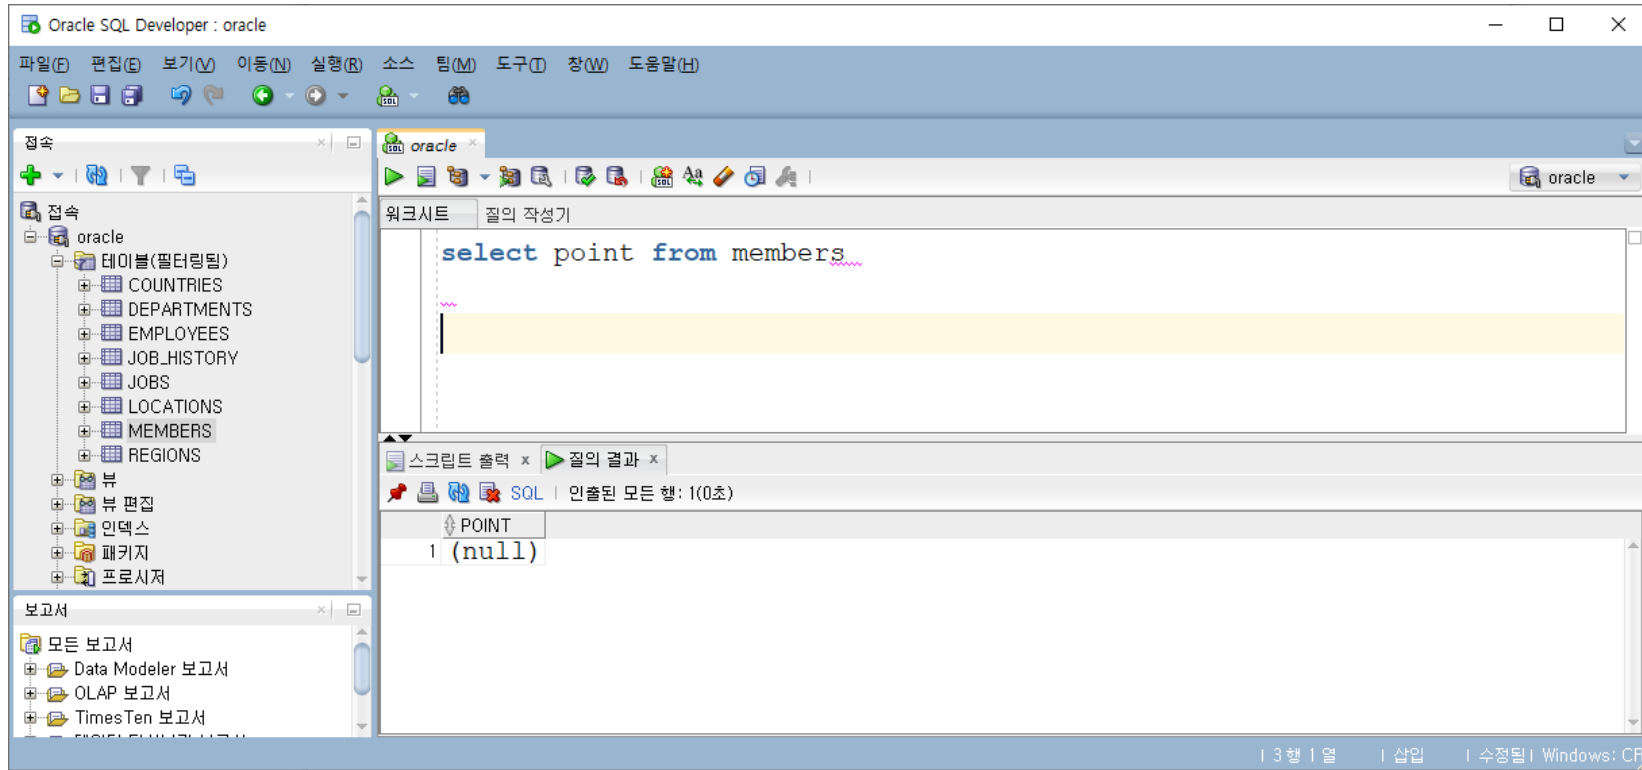 Oracle SQL Developer : oracle
파일(F) 편집(E) 보기(V) 이동(N) 실행(R) 소스 팀(M) 도구(T) 창(W) 도움말(H)
접속
접속
oracle
테이블(필터링됨)
COUNTRIES
DEPARTMENTS
EMPLOYEES
JOB_HISTORY
JOBS
LOCATIONS
MEMBERS
REGIONS
뷰
뷰 편집
인덱스
패키지
프로시저
보고서
모든 보고서
Data Modeler 보고서
OLAP 보고서
TimesTen 보고서
oracle
oracle
워크시트 질의 작성기
select point from members
스크립트 출력 x 질의 결과 x
SQL | 인출된 모든 행: 1(0초)
POINT
1 (null)
| 3행 1열 | 삽입 | 수정됨 | Windows: CF